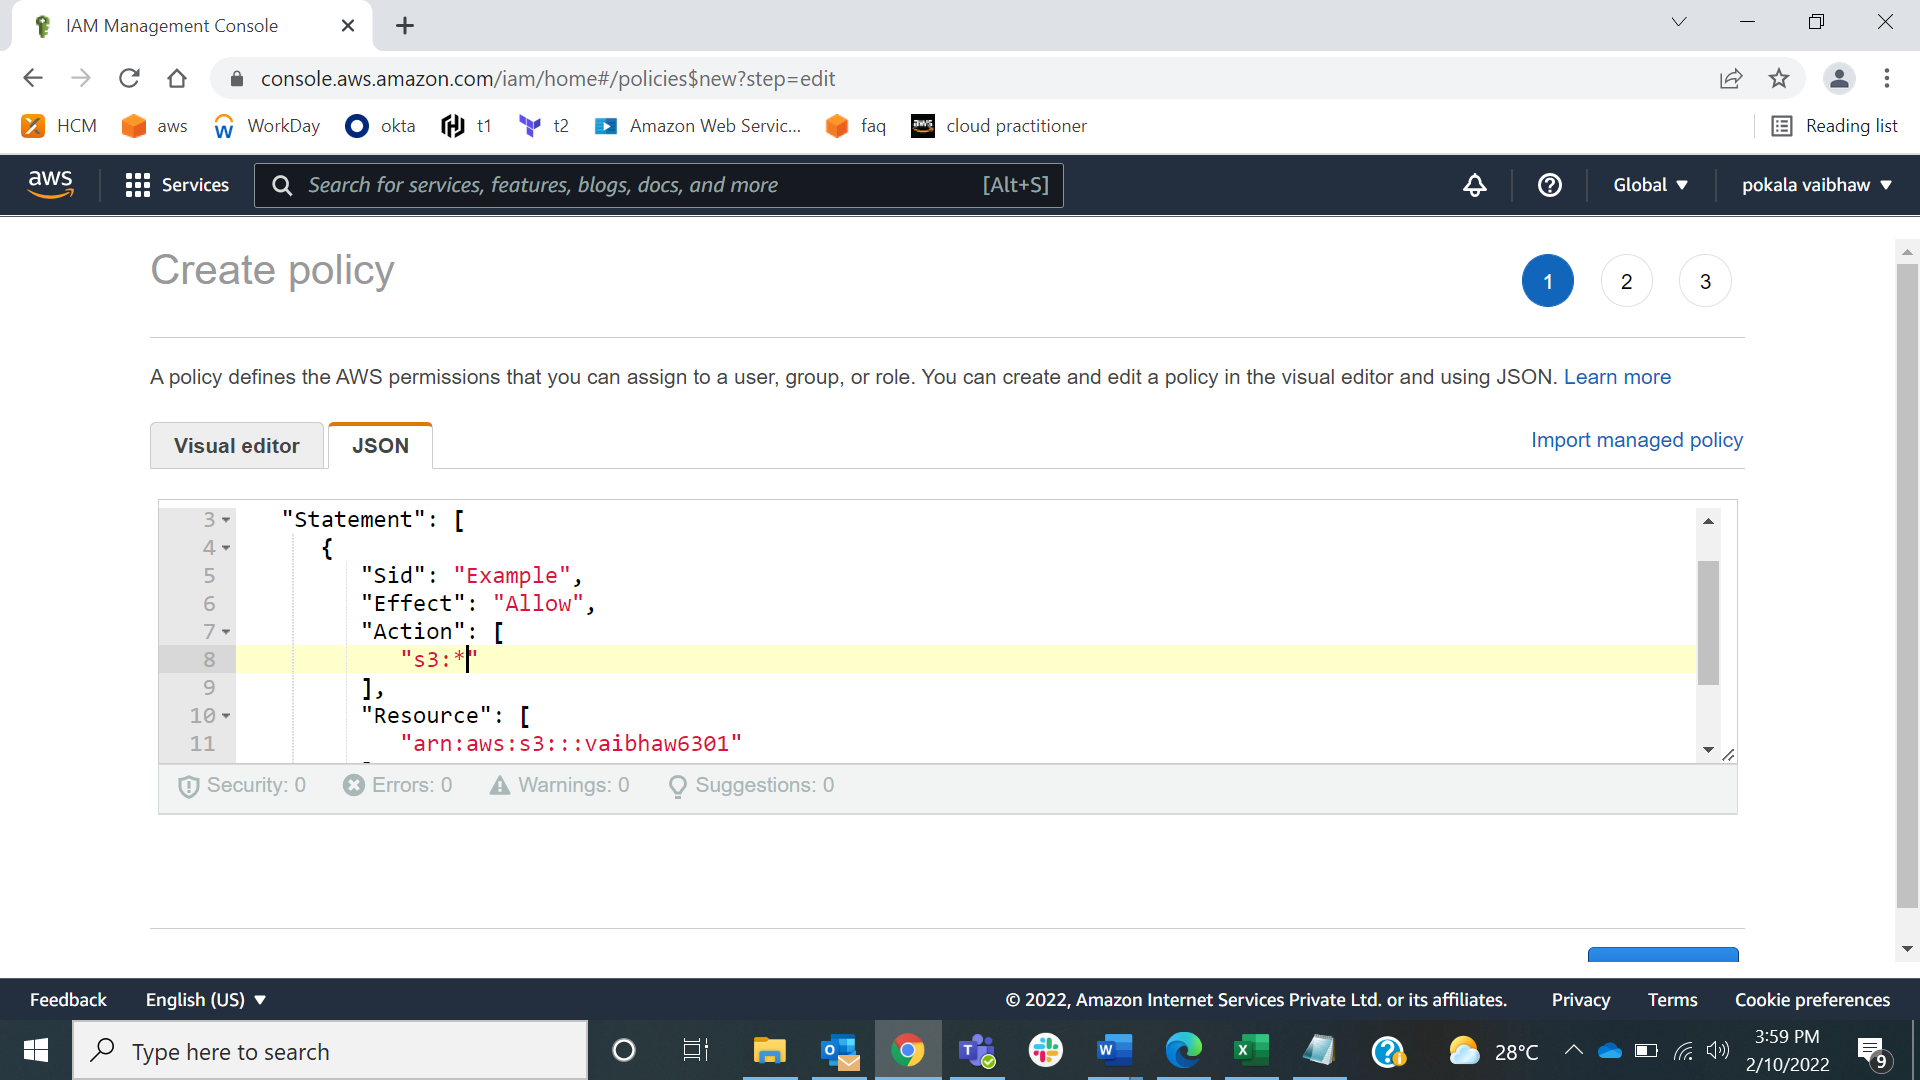 IAM Management Console
console.aws.amazon.com/iam/home#/policies$new?step=edit
HCM aws WorkDay okta t1 t2 Amazon Web Servic... faq aws cloud practitioner Reading list
aws Services Search for services, features, blogs, docs, and more [Alt+S] Global pokala vaibhaw
Create policy
1 2 3
A policy defines the AWS permissions that you can assign to a user, group, or role. You can create and edit a policy in the visual editor and using JSON. Learn more
Visual editor JSON
Import managed policy
3 "Statement": [
4 {
5 "Sid": "Example",
6 "Effect": "Allow",
7 "Action": [
8 "s3:*"
9 ],
10 "Resource": [
11 "arn:aws:s3:::vaibhaw6301"
Security: 0 Errors: 0 Warnings: 0 Suggestions: 0
Feedback English (US) © 2022, Amazon Internet Services Private Ltd. or its affiliates. Privacy Terms Cookie preferences
Type here to search
28°C
3:59 PM
2/10/2022
9